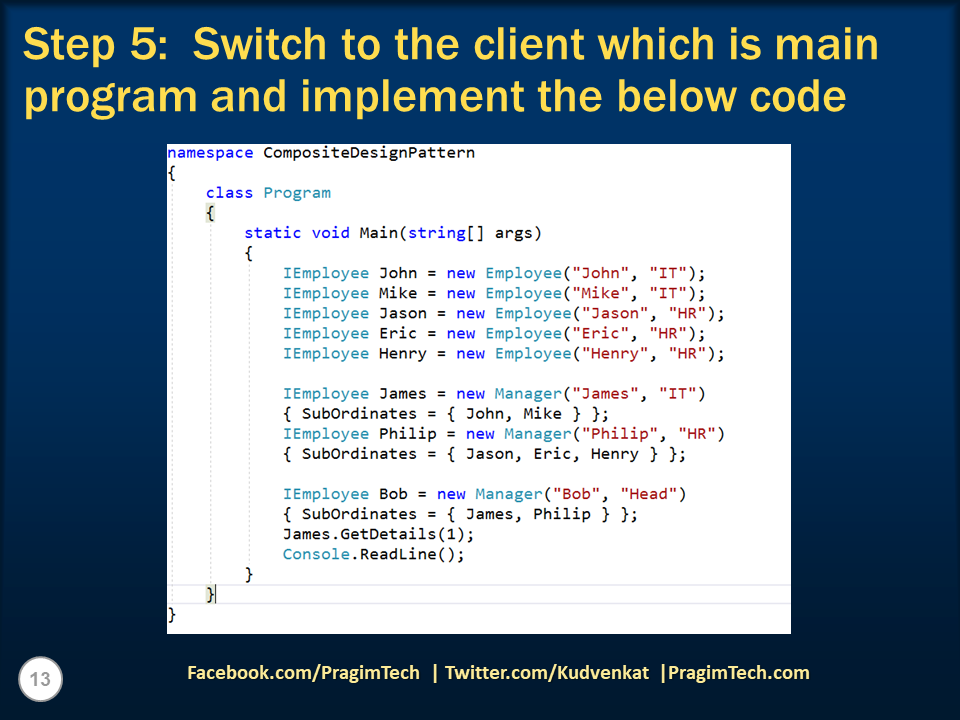 Step 5:  Switch to the client which is main
program and implement the below code
namespace CompositeDesignPattern
{
    class Program
    {
        static void Main(string[] args)
        {
            IEmployee John = new Employee("John", "IT");
            IEmployee Mike = new Employee("Mike", "IT");
            IEmployee Jason = new Employee("Jason", "HR");
            IEmployee Eric = new Employee("Eric", "HR");
            IEmployee Henry = new Employee("Henry", "HR");

            IEmployee James = new Manager("James", "IT")
            { SubOrdinates = { John, Mike } };
            IEmployee Philip = new Manager("Philip", "HR")
            { SubOrdinates = { Jason, Eric, Henry } };

            IEmployee Bob = new Manager("Bob", "Head")
            { SubOrdinates = { James, Philip } };
            James.GetDetails(1);
            Console.ReadLine();
        }
    }
}
13
Facebook.com/PragimTech | Twitter.com/Kudvenkat |PragimTech.com